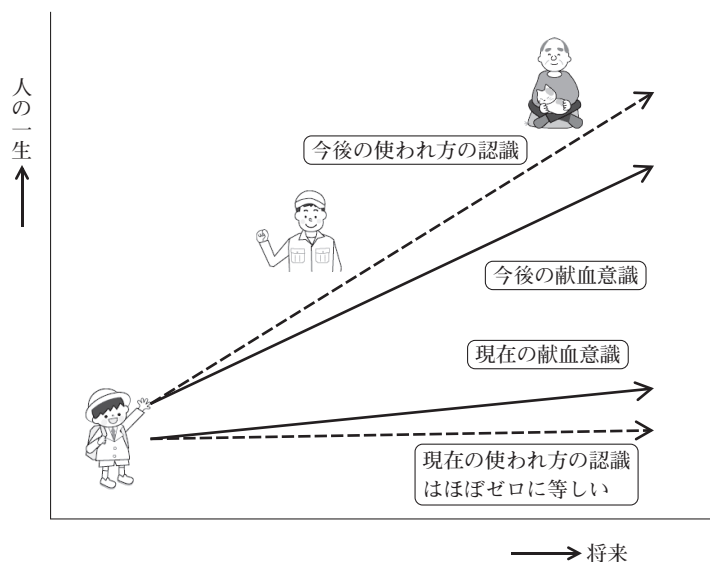 人の一生
今後の使われ方の認識
今後の献血意識
現在の献血意識
現在の使われ方の認識
はほぼゼロに等しい
将来